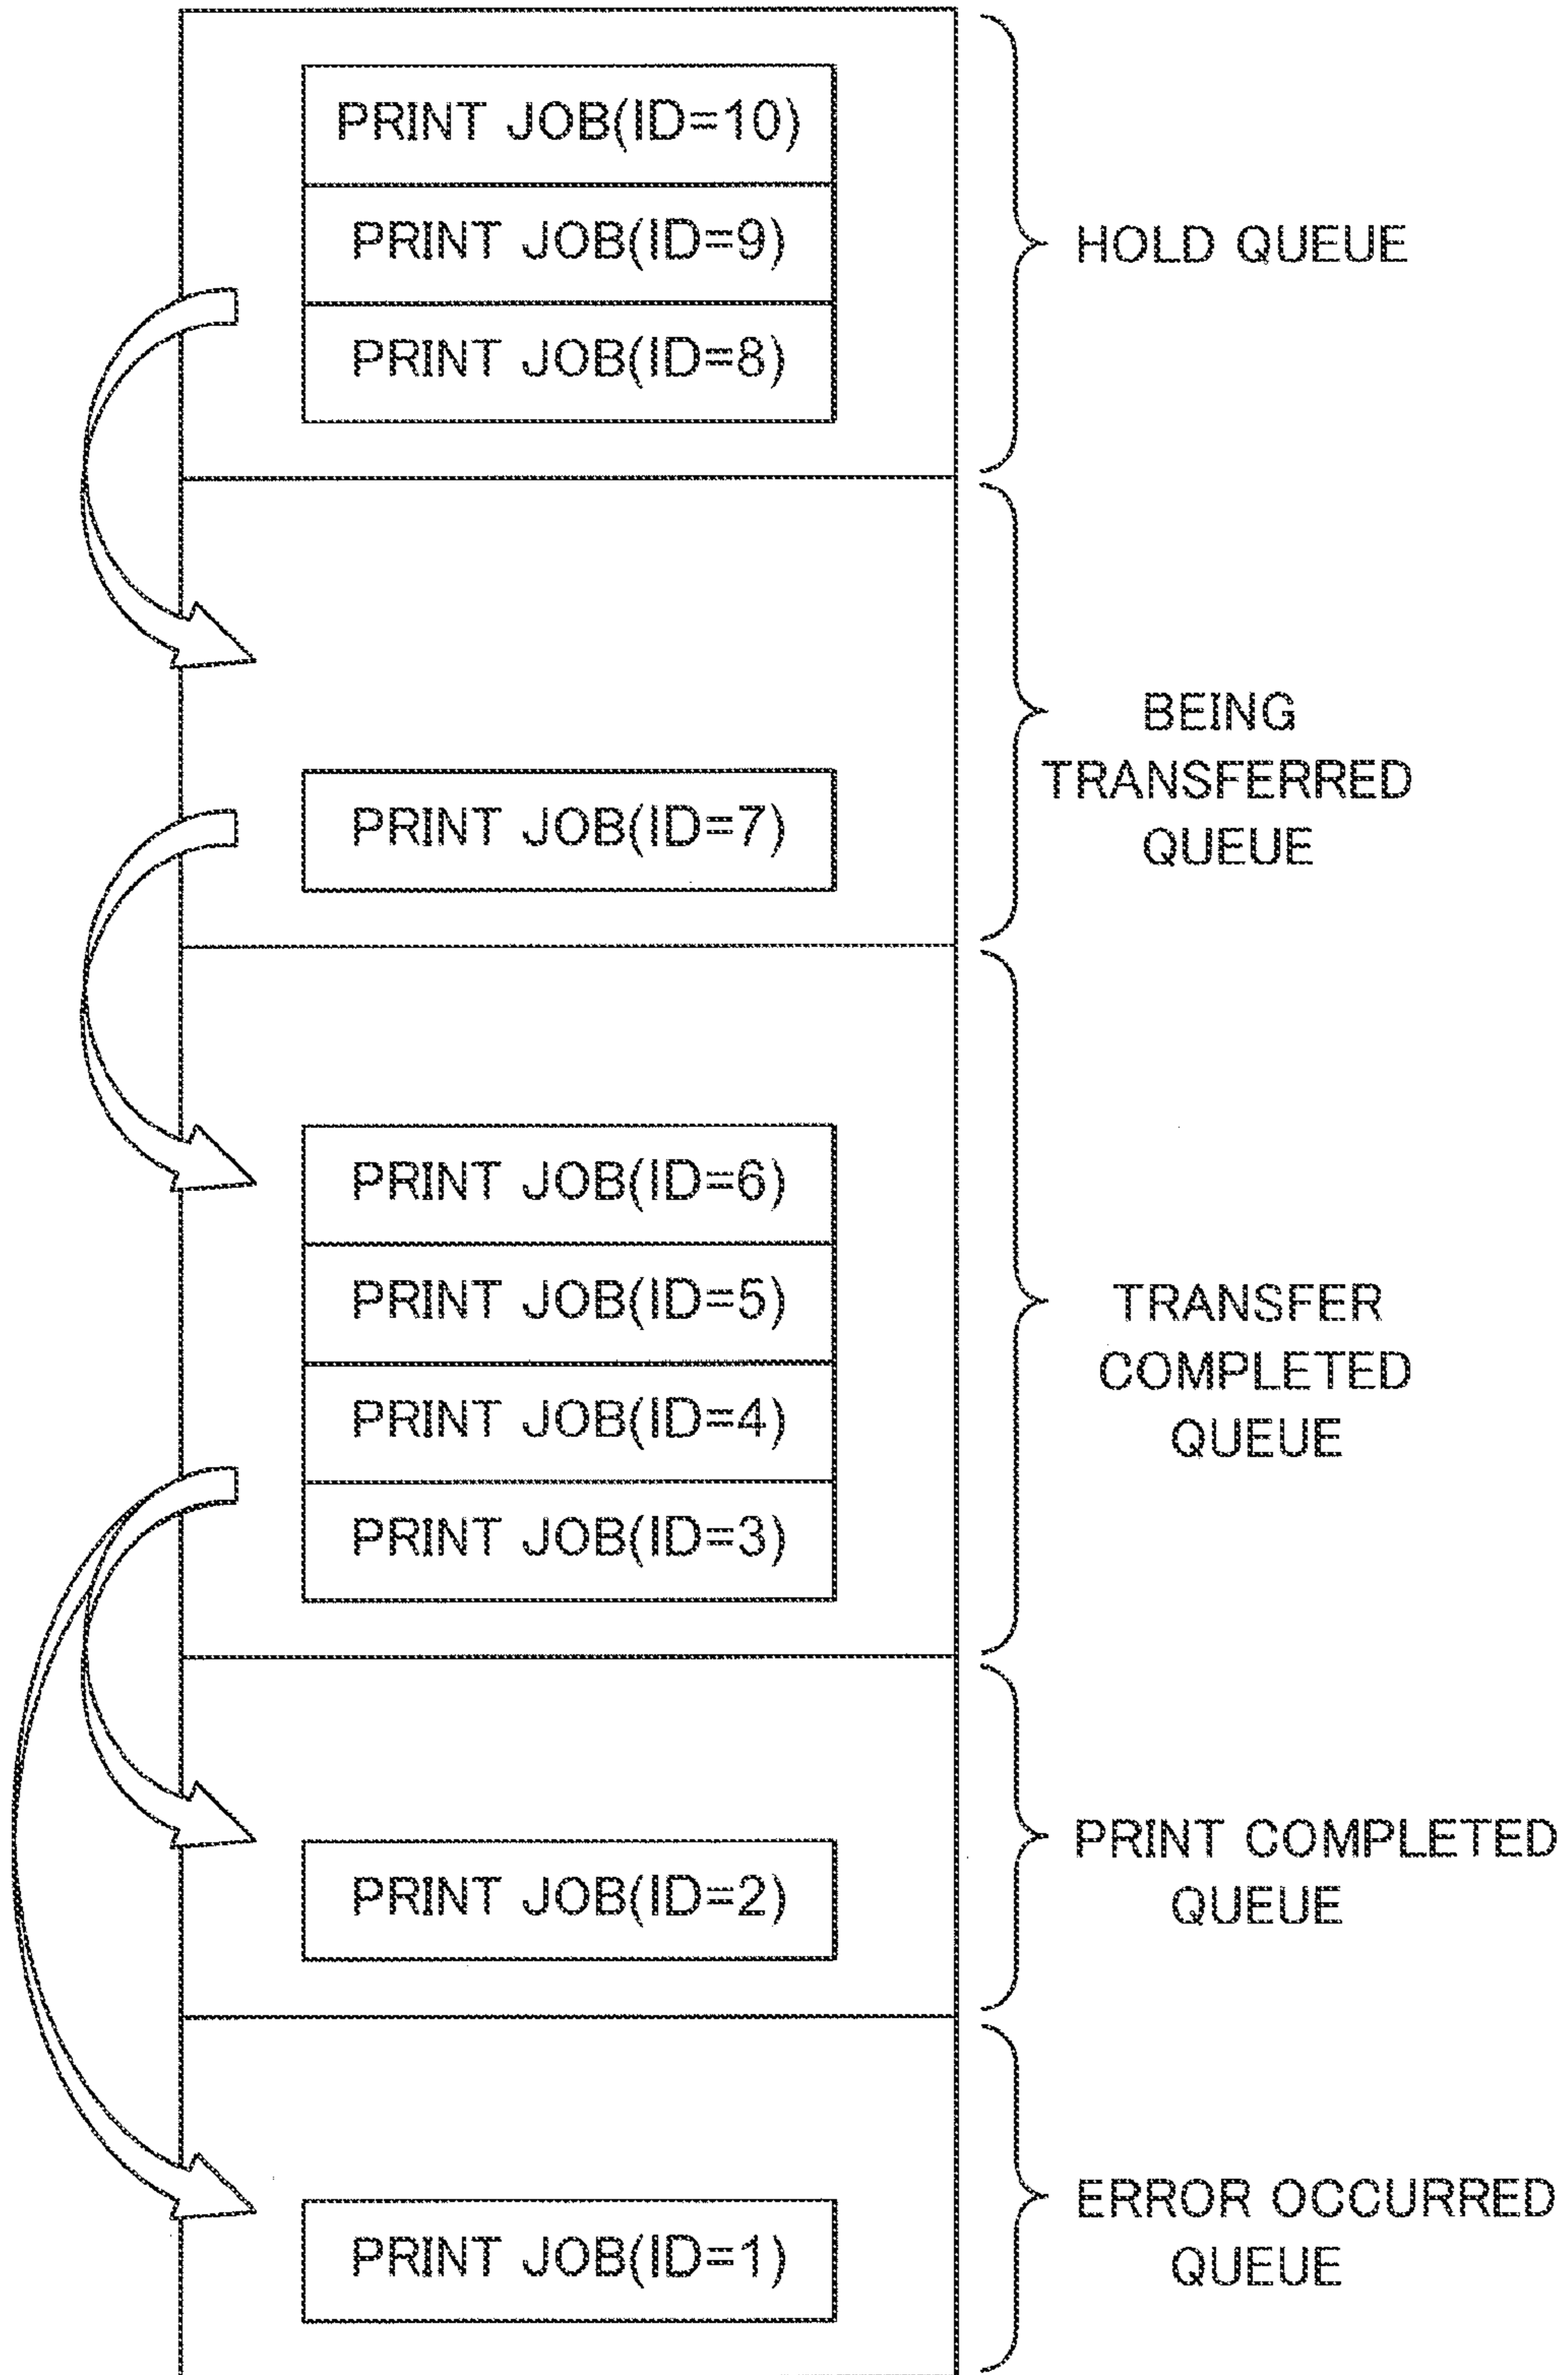 PRINT JOB(ID=10)
PRINT JOB(ID=9)
PRINT JOB(ID=8)
HOLD QUEUE
PRINT JOB(ID=7)
BEING
TRANSFERRED
QUEUE
PRINT JOB(ID=6)
PRINT JOB(ID=5)
PRINT JOB(ID=4)
PRINT JOB(ID=3)
TRANSFER
COMPLETED
QUEUE
PRINT JOB(ID=2)
PRINT COMPLETED
QUEUE
PRINT JOB(ID=1)
ERROR OCCURRED
QUEUE